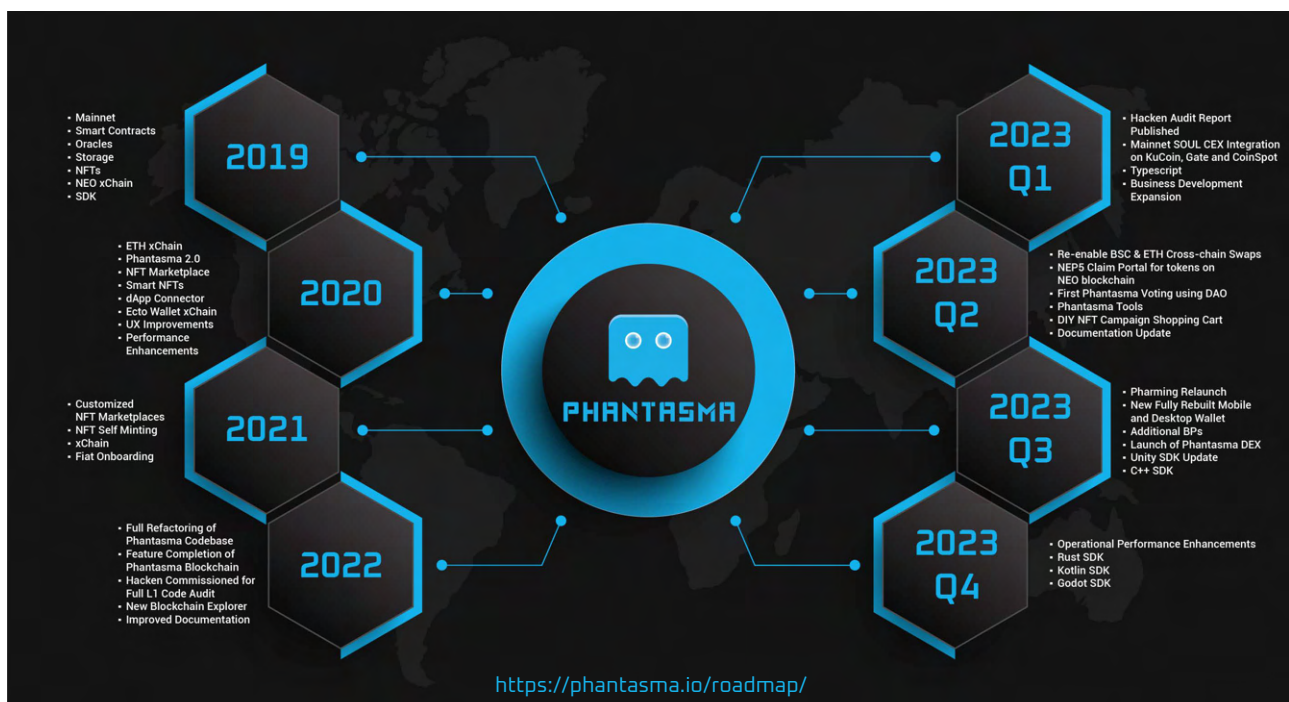 2019
• Mainnet
• Smart Contracts
• Oracles
• Storage
• NFTs
• NEO xChain
• SDK
2020
• ETH xChain
• Phantasma 2.0
• NFT Marketplace
• Smart NFTs
• dApp Connector
• Ecto Wallet xChain
• UX Improvements
• Performance
Enhancements
2021
• Customized
NFT Marketplaces
• NFT Self Minting
• xChain
• Fiat Onboarding
2022
• Full Refactoring of
Phantasma Codebase
• Feature Completion of
Phantasma Blockchain
• Hacken Commissioned for
Full L1 Code Audit
• New Blockchain Explorer
• Improved Documentation
PHANTASMA
2023
Q1
• Hacken Audit Report
Published
• Mainnet SOUL CEX Integration
on KuCoin, Gate and CoinSpot
• Typescript
• Business Development
Expansion
2023
Q2
• Re-enable BSC & ETH Cross-chain Swaps
• NEP5 Claim Portal for tokens on
NEO blockchain
• First Phantasma Voting using DAO
• Phantasma Tools
• DIY NFT Campaign Shopping Cart
• Documentation Update
2023
Q3
• Pharming Relaunch
• New Fully Rebuilt Mobile
and Desktop Wallet
• Additional BPs
• Launch of Phantasma DEX
• Unity SDK Update
• C++ SDK
2023
Q4
• Operational Performance Enhancements
• Rust SDK
• Kotlin SDK
• Godot SDK
https://phantasma.io/roadmap/